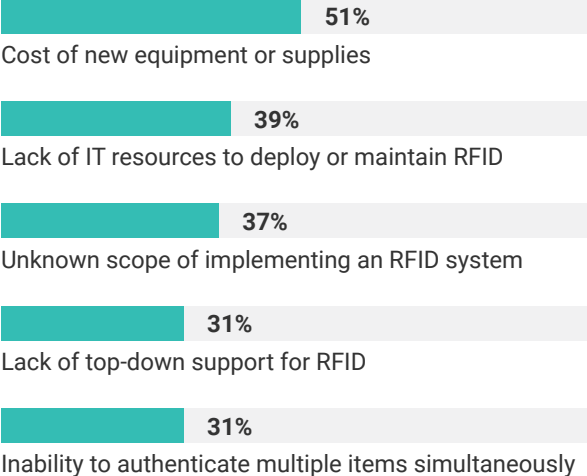 51%
Cost of new equipment or supplies
39%
Lack of IT resources to deploy or maintain RFID
37%
Unknown scope of implementing an RFID system
31%
Lack of top-down support for RFID
31%
Inability to authenticate multiple items simultaneously